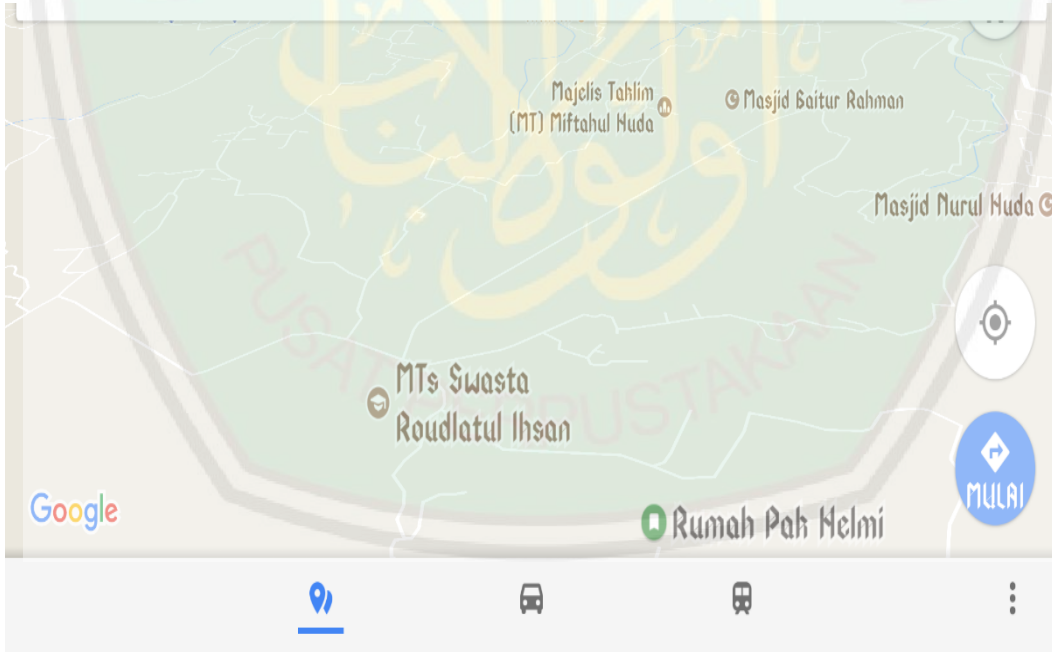 Majelis Taklim
(MT) Miftahul Huda
Masjid Baitur Rahman
Masjid Nurul Huda
MTs Swasta
Roudlatul Ihsan
PUSAT PERPUSTAKAAN
Google
Rumah Pak Helmi
MULAI